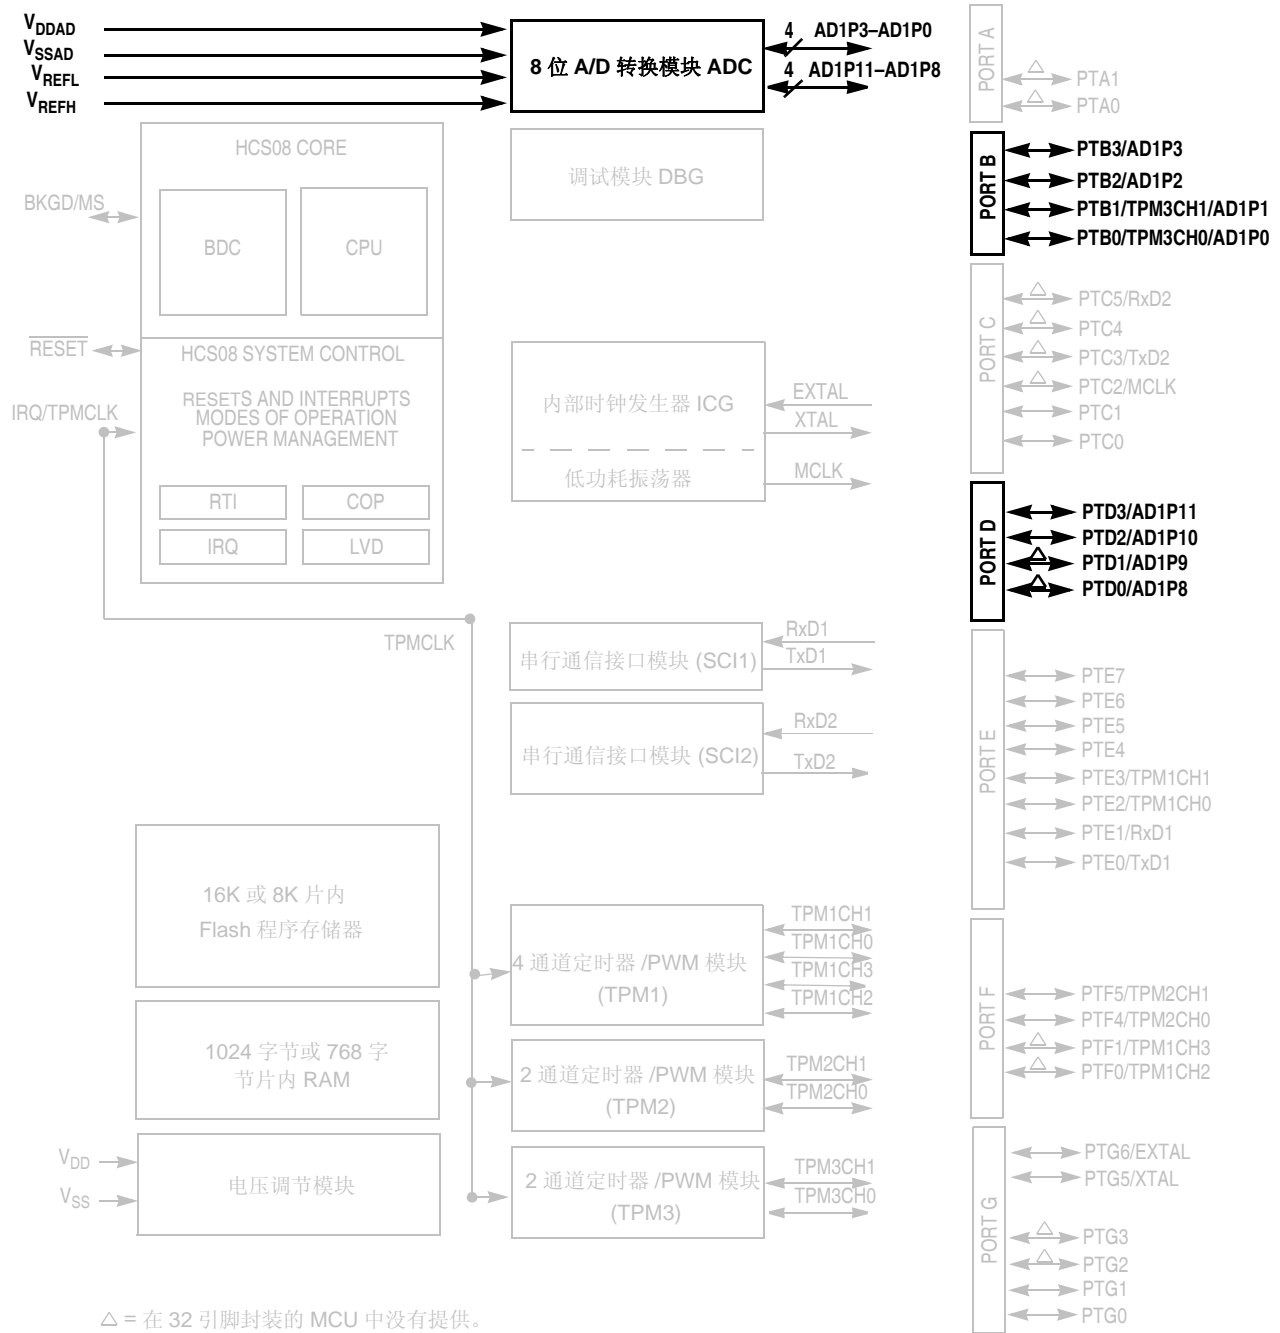 VDDAD
VSSAD
VREFL
VREFH
8 位 A/D 转换模块 ADC
4 AD1P3–AD1P0
4 AD1P11–AD1P8
HCS08 CORE
BDC
CPU
BKGD/MS
RESET
HCS08 SYSTEM CONTROL
RESETS AND INTERRUPTS
MODES OF OPERATION
POWER MANAGEMENT
IRQ/TPMCLK
RTI
COP
IRQ
LVD
TPMCLK
调试模块 DBG
内部时钟发生器 ICG
低功耗振荡器
EXTAL
XTAL
MCLK
串行通信接口模块 (SCI1)
RxD1
TxD1
串行通信接口模块 (SCI2)
RxD2
TxD2
16K 或 8K 片内
Flash 程序存储器
1024 字节或 768 字
节片内 RAM
VDD
VSS
电压调节模块
4 通道定时器 /PWM 模块
(TPM1)
TPM1CH1
TPM1CH0
TPM1CH3
TPM1CH2
2 通道定时器 /PWM 模块
(TPM2)
TPM2CH1
TPM2CH0
2 通道定时器 /PWM 模块
(TPM3)
TPM3CH1
TPM3CH0
PORT A
PTA1
PTA0
PORT B
PTB3/AD1P3
PTB2/AD1P2
PTB1/TPM3CH1/AD1P1
PTB0/TPM3CH0/AD1P0
PORT C
PTC5/RxD2
PTC4
PTC3/TxD2
PTC2/MCLK
PTC1
PTC0
PORT D
PTD3/AD1P11
PTD2/AD1P10
PTD1/AD1P9
PTD0/AD1P8
PORT E
PTE7
PTE6
PTE5
PTE4
PTE3/TPM1CH1
PTE2/TPM1CH0
PTE1/RxD1
PTE0/TxD1
PORT F
PTF5/TPM2CH1
PTF4/TPM2CH0
PTF1/TPM1CH3
PTF0/TPM1CH2
PORT G
PTG6/EXTAL
PTG5/XTAL
PTG3
PTG2
PTG1
PTG0
△ = 在 32 引脚封装的 MCU 中没有提供。